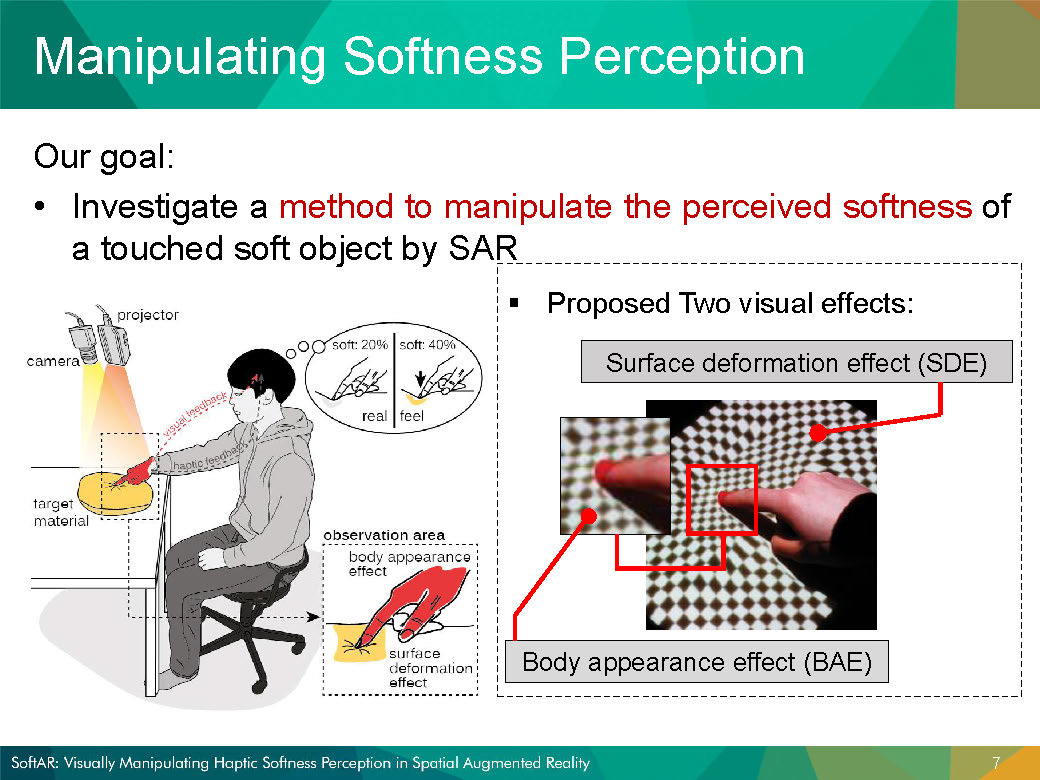 Manipulating Softness Perception
Our goal:
• Investigate a method to manipulate the perceived softness of
a touched soft object by SAR
projector
camera
soft: 20%
soft: 40%
real
feel
visual feedback
haptic feedback
target
material
observation area
body appearance
effect
surface
deformation
effect
▪ Proposed Two visual effects:
Surface deformation effect (SDE)
Body appearance effect (BAE)
SoftAR: Visually Manipulating Haptic Softness Perception in Spatial Augmented Reality
7